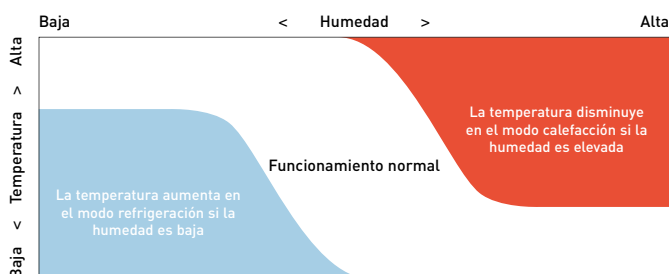 Baja < Humedad > Alta
Baja < Temperatura > Alta
La temperatura disminuye
en el modo calefacción si la
humedad es elevada
Funcionamiento normal
La temperatura aumenta en
el modo refrigeración si la
humedad es baja